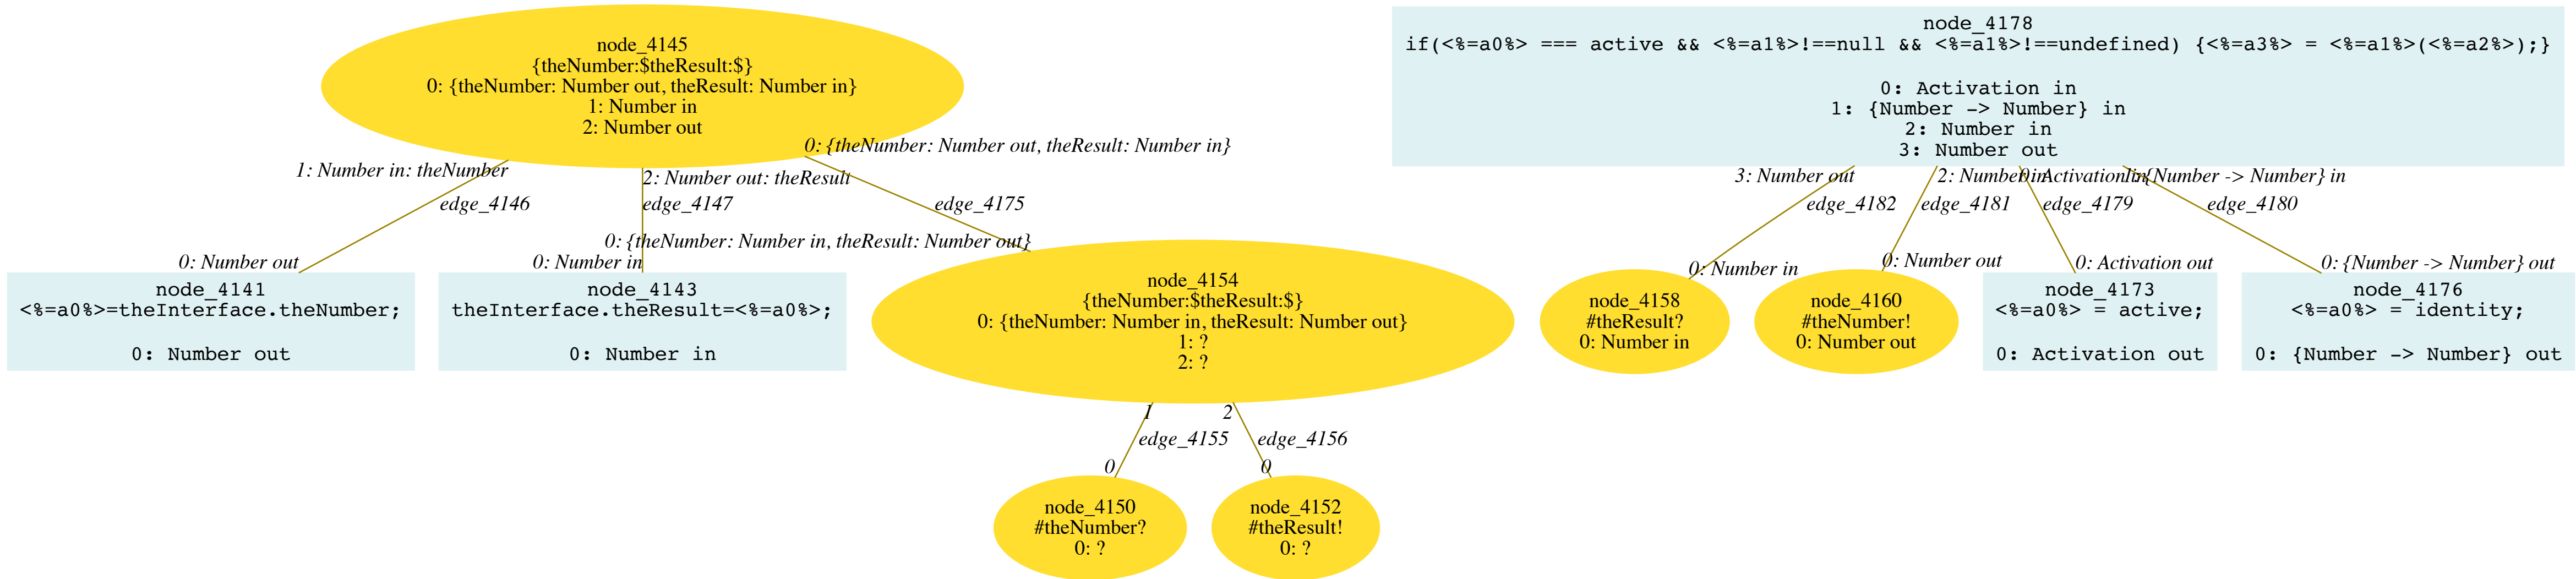 node_4145
{theNumber:$theResult:$}
0: {theNumber: Number out, theResult: Number in}
1: Number in
2: Number out
node_4178
if(<%=a0%> === active && <%=a1%>!==null && <%=a1%>!==undefined) {<%=a3%> = <%=a1%>(<%=a2%>);}
0: Activation in
1: {Number -> Number} in
2: Number in
3: Number out
0: {theNumber: Number out, theResult: Number in}
1: Number in: theNumber
2: Number out: theResult
3: Number out
2: Number in
0: Activation in
1: {Number -> Number} in
edge_4146
edge_4147
edge_4175
edge_4182
edge_4181
edge_4179
edge_4180
0: {theNumber: Number in, theResult: Number out}
0: Number out
0: Number in
0: Number in
0: Number out
0: Activation out
0: {Number -> Number} out
node_4141
<%=a0%>=theInterface.theNumber;
0: Number out
node_4143
theInterface.theResult=<%=a0%>;
0: Number in
node_4154
{theNumber:$theResult:$}
0: {theNumber: Number in, theResult: Number out}
1: ?
2: ?
node_4158
#theResult?
0: Number in
node_4160
#theNumber!
0: Number out
node_4173
<%=a0%> = active;
0: Activation out
node_4176
<%=a0%> = identity;
0: {Number -> Number} out
1
2
edge_4155
edge_4156
0
0
node_4150
#theNumber?
0: ?
node_4152
#theResult!
0: ?